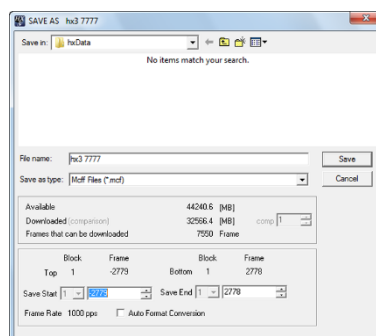 SAVE AS hx3 7777
Save in: hxData
No items match your search.
File name: hx3 7777 Save
Save as type: Mcff Files (*.mcf) Cancel
Available 44240.6 [MB]
Downloaded (comparison) 32566.4 [MB] comp 1
Frames that can be downloaded 7550 Frame
Block Frame Block Frame
Top 1 -2779 Bottom 1 2778
Save Start 1 -2779 Save End 1 2778
Frame Rate 1000 pps Auto Format Conversion